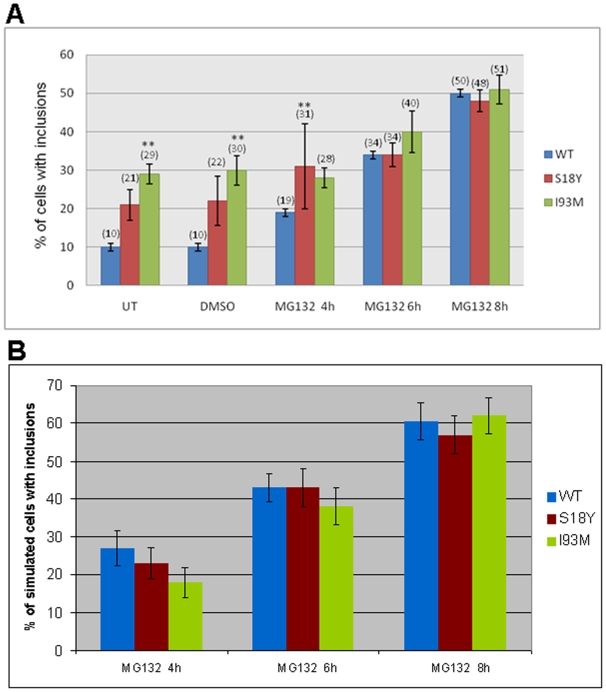 A
% of cells with inclusions
60
50
40
30
20
10
0
(10)
(21)
**
(29)
(10)
(22)
**
(30)
(19)
**
(31)
(28)
(34)
(34)
(40)
(50)
(48)
(51)
UT
DMSO
MG132 4h
MG132 6h
MG132 8h
WT
S18Y
I93M
B
% of simulated cells with inclusions
70
60
50
40
30
20
10
0
MG132 4h
MG132 6h
MG132 8h
WT
S18Y
I93M